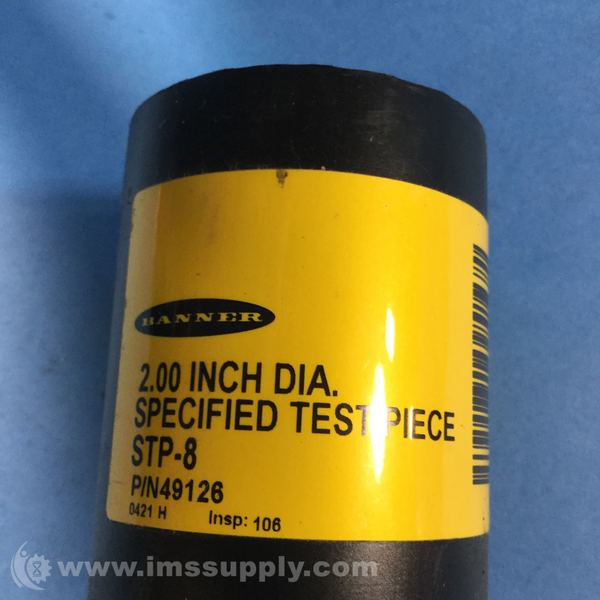 BANNER
2.00 INCH DIA.
SPECIFIED TEST PIECE
STP-8
P/N49126
0421 H Insp: 106
www.imssupply.com